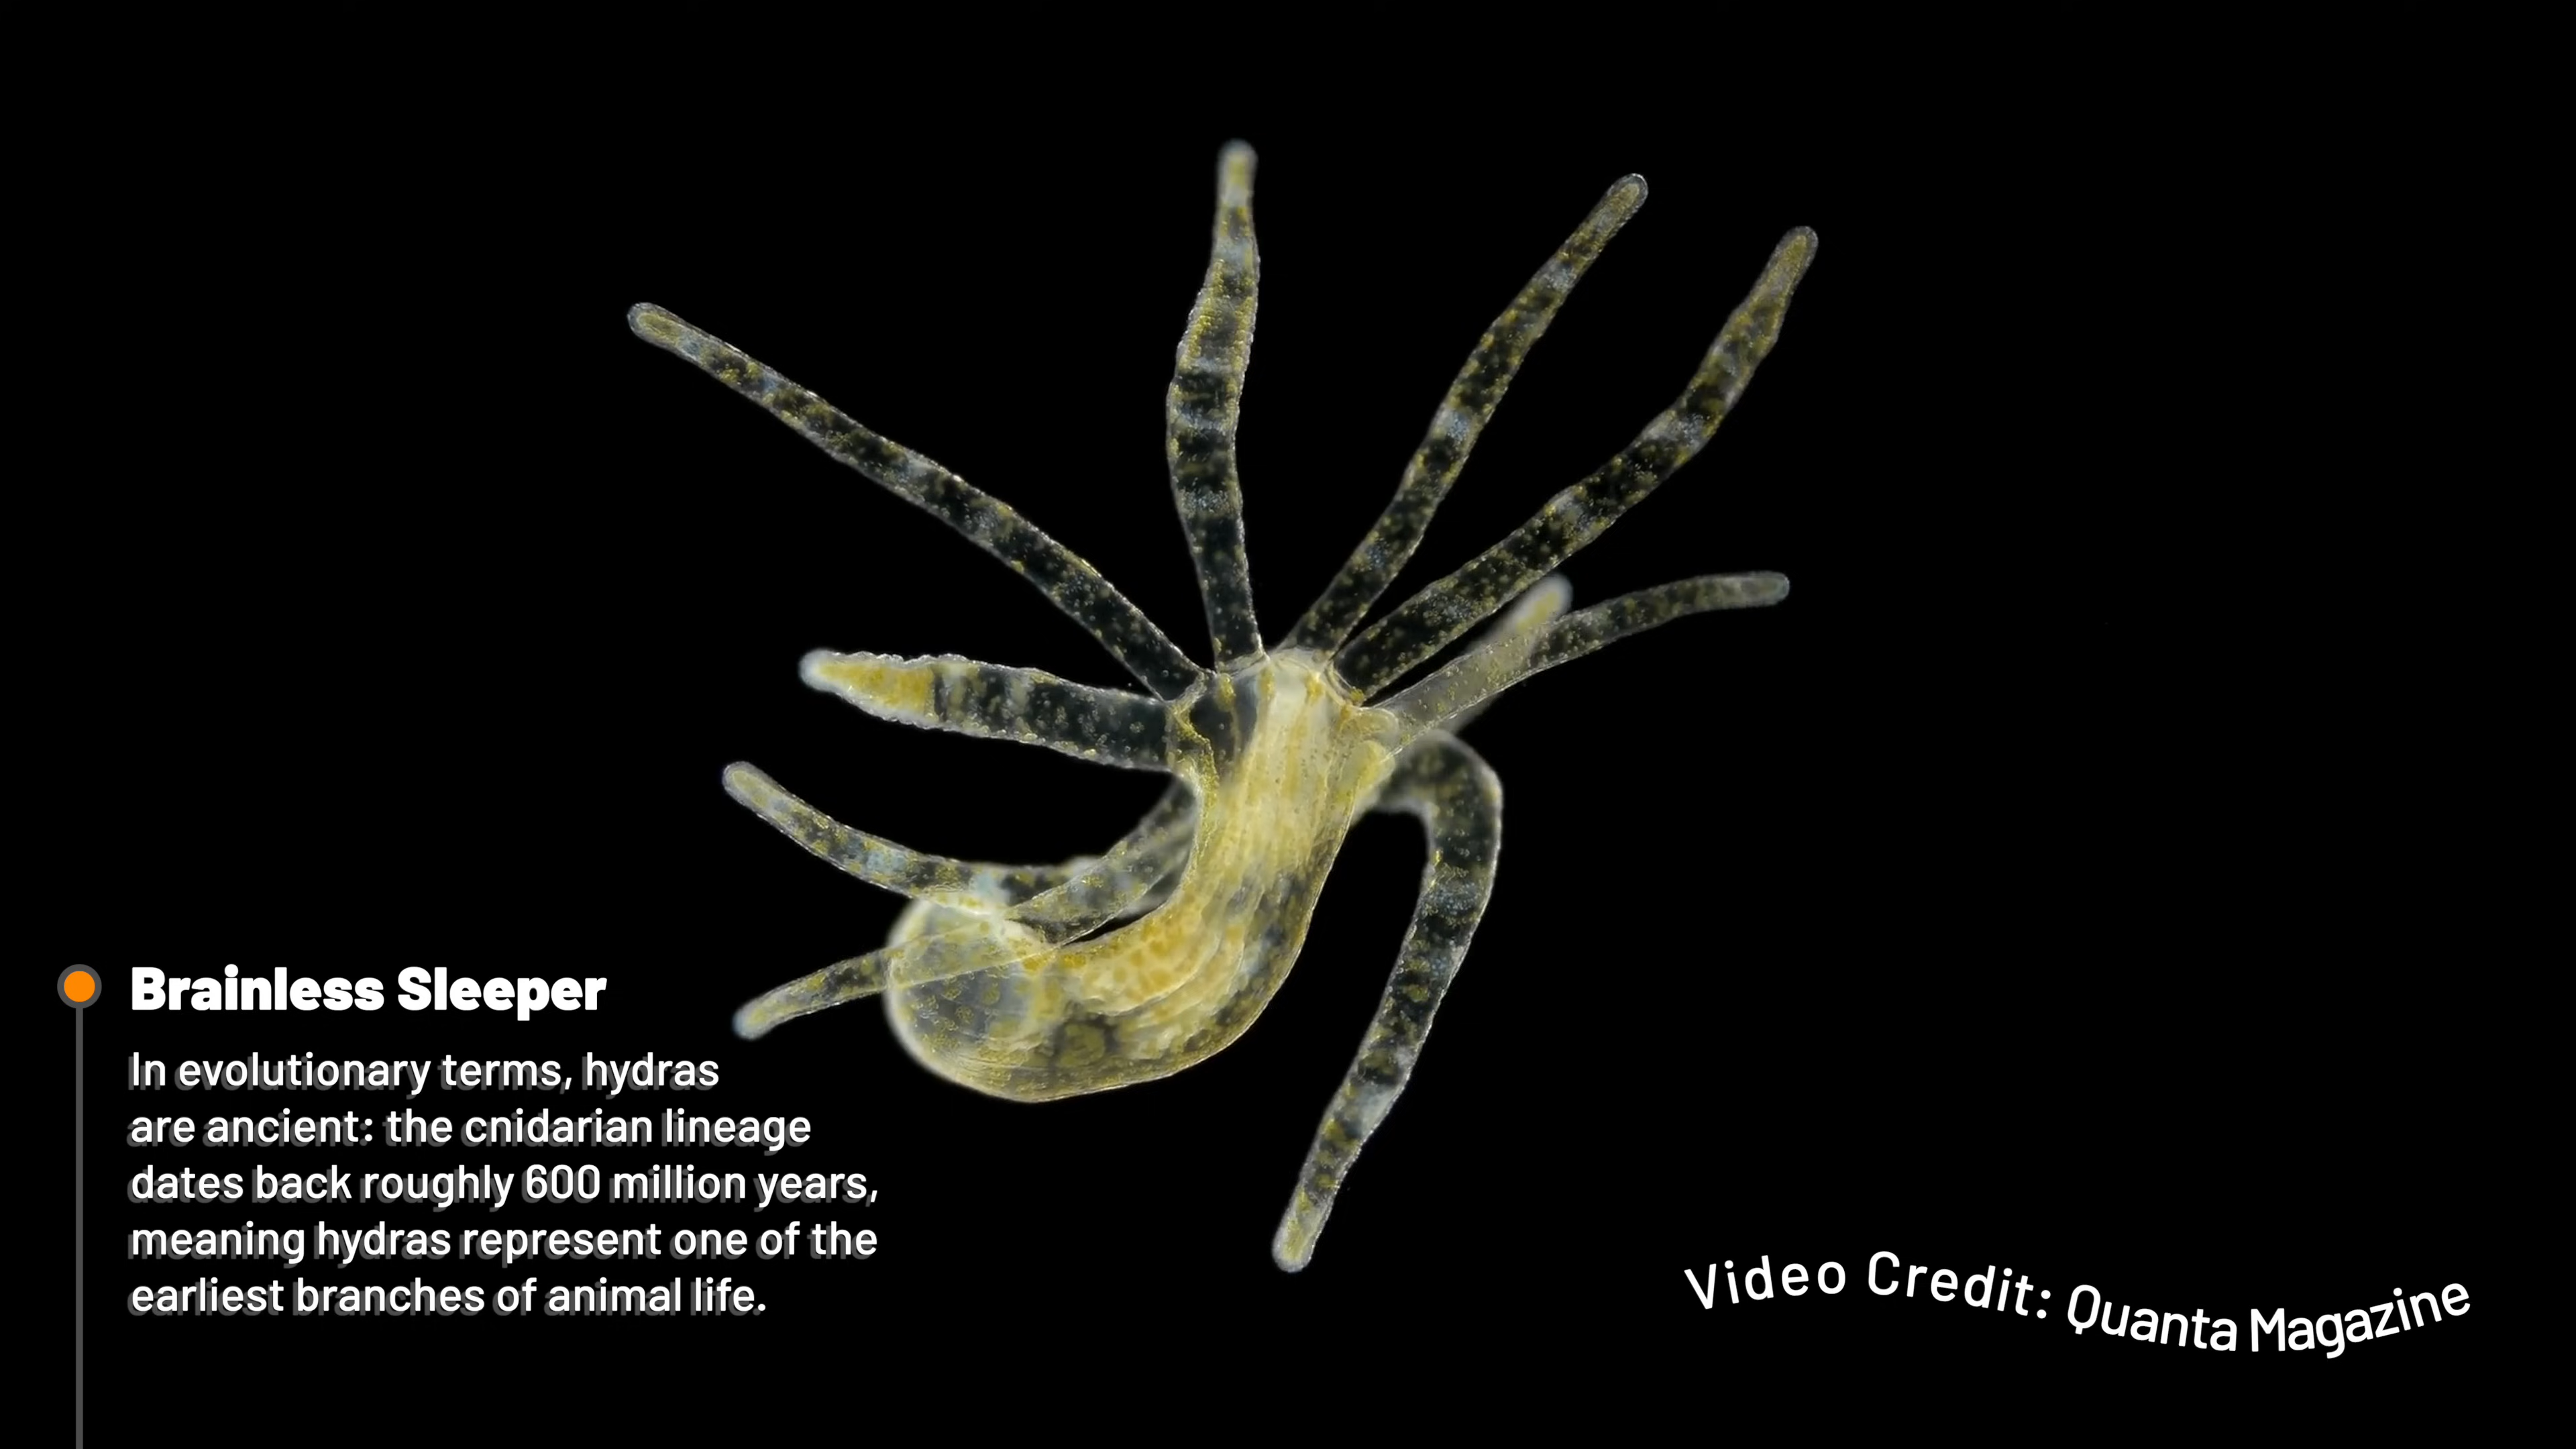 Brainless Sleeper
In evolutionary terms, hydras
are ancient: the cnidarian lineage
dates back roughly 600 million years,
meaning hydras represent one of the
earliest branches of animal life.
Video Credit: Quanta Magazine